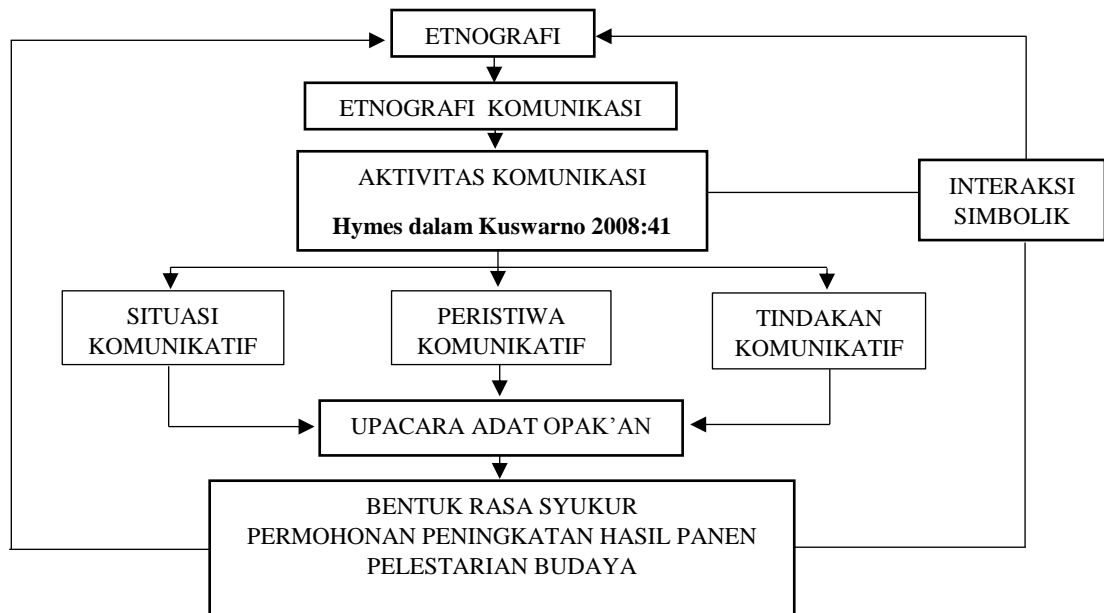 ETNOGRAFI
ETNOGRAFI KOMUNIKASI
AKTIVITAS KOMUNIKASI
Hymes dalam Kuswarno 2008:41
INTERAKSI
SIMBOLIK
SITUASI
KOMUNIKATIF
PERISTIWA
KOMUNIKATIF
TINDAKAN
KOMUNIKATIF
UPACARA ADAT OPAK’AN
BENTUK RASA SYUKUR
PERMOHONAN PENINGKATAN HASIL PANEN
PELESTARIAN BUDAYA